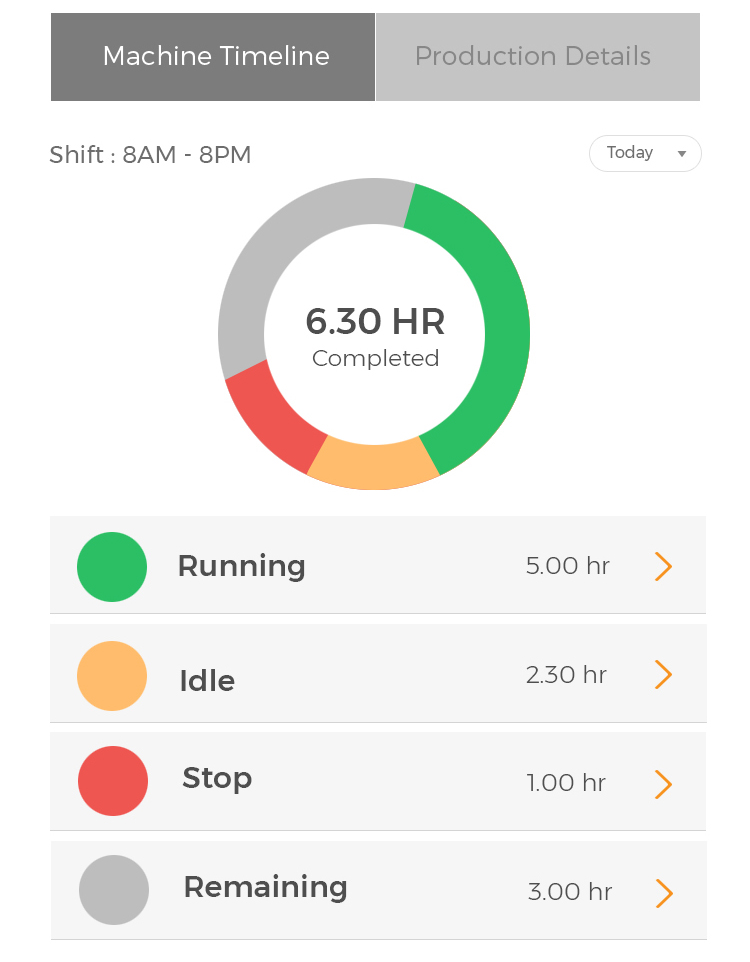 Machine Timeline
Production Details
Shift : 8AM - 8PM
Today
6.30 HR
Completed
Running
5.00 hr
Idle
2.30 hr
Stop
1.00 hr
Remaining
3.00 hr